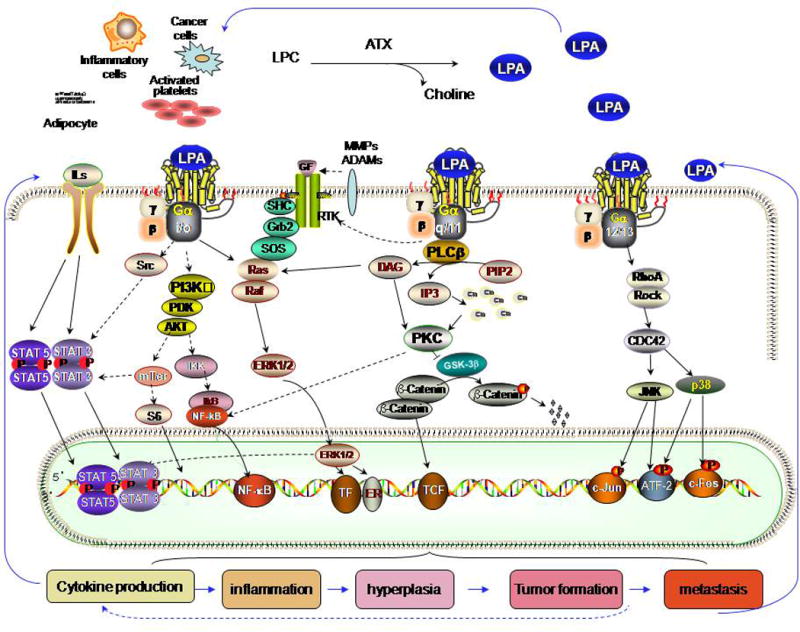 Cancer
cells
Inflammatory
cells
Activated
platelets
Adipocyte
LPC
ATX
Choline
LPA
LPA
LPA
LPA
ILs
LPA
GF
MMPs
ADAMs
LPA
LPA
γ
β
Gα
i/o
SHC
Grb2
SOS
RTK
γ
β
Gα
q/11
PLCβ
γ
β
Gα
12/13
Src
Ras
Raf
DAG
PIP2
IP3
RhoA
Rock
PI3K
PDK
AKT
PKC
CDC42
STAT 5
P P
STAT5
STAT 3
P P
STAT 3
mTor
IKK
ERK1/2
GSK-3β
β-Catenin
β-Catenin
β-Catenin
JNK
p38
S6
IkB
NF-kB
ERK1/2
5'
STAT 5
P P
STAT5
STAT 3
P P
STAT 3
NF-κB
TF
ER
TCF
P
c-Jun
P
ATF-2
P
c-Fos
Cytokine production
inflammation
hyperplasia
Tumor formation
metastasis